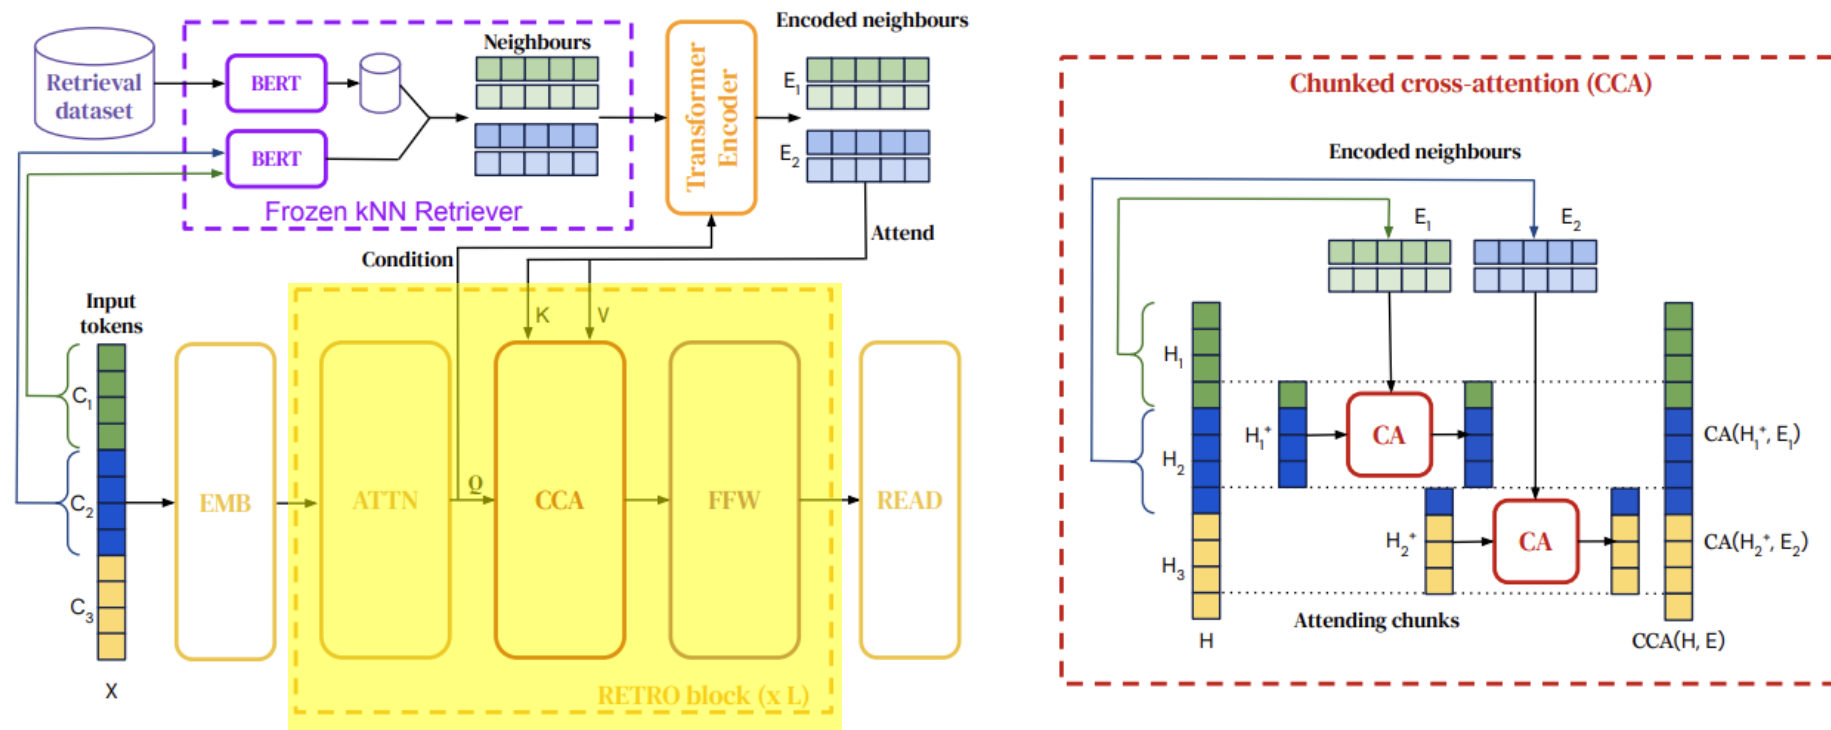 Retrieval
dataset
BERT
BERT
Neighbours
Frozen kNN Retriever
Transformer
Encoder
Encoded neighbours
E₁
E₂
Attend
Condition
Input
tokens
C₁
C₂
C₃
X
EMB
ATTN
Q
K
V
CCA
FFW
RETRO block (x L)
READ
Chunked cross-attention (CCA)
Encoded neighbours
E₁
E₂
H₁
H₂
H₃
H
H₁⁺
CA
H₂⁺
CA
Attending chunks
CA(H₁⁺, E₁)
CA(H₂⁺, E₂)
CCA(H, E)